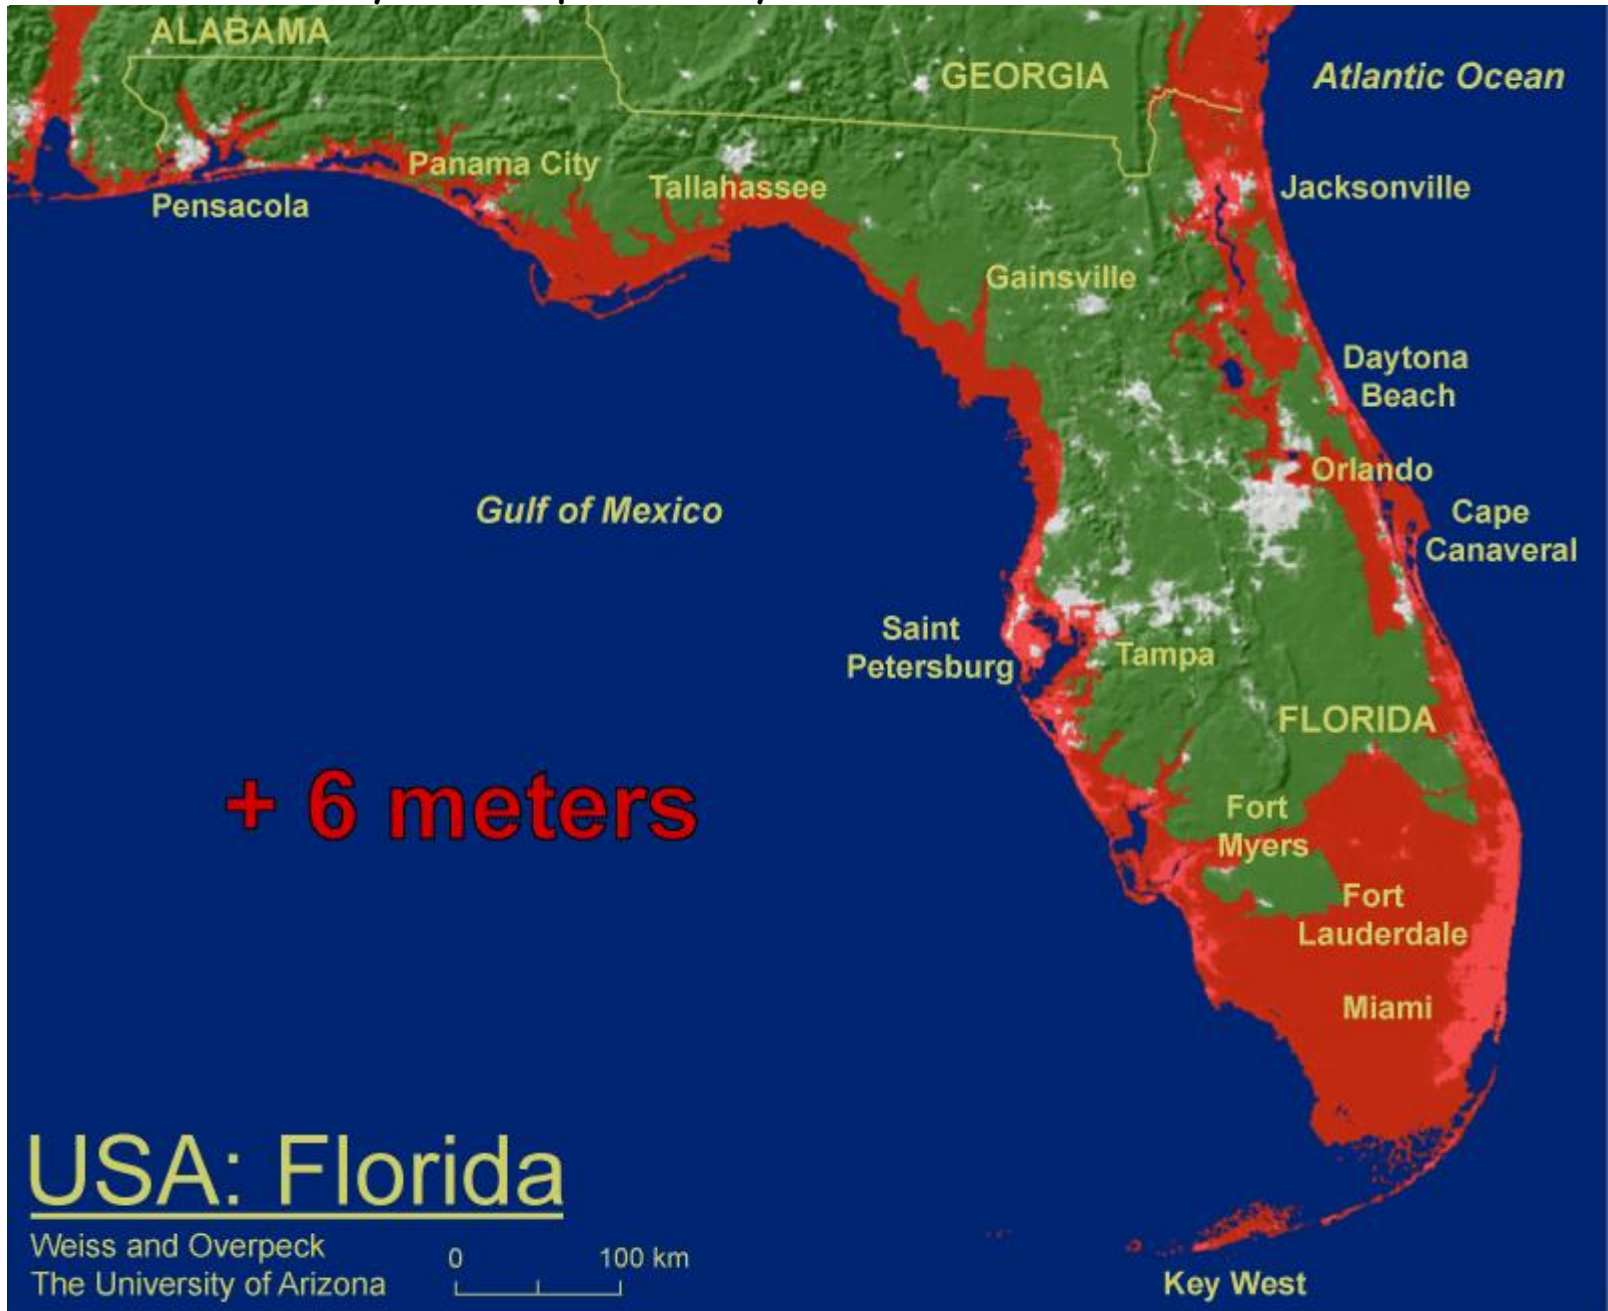 ALABAMA
GEORGIA
Atlantic Ocean
Panama City
Tallahassee
Jacksonville
Pensacola
Gainsville
Daytona
Beach
Orlando
Gulf of Mexico
Cape
Canaveral
Saint
Petersburg
Tampa
FLORIDA
+ 6 meters
Fort
Myers
Fort
Lauderdale
Miami
USA: Florida
Weiss and Overpeck
The University of Arizona
0 100 km
Key West